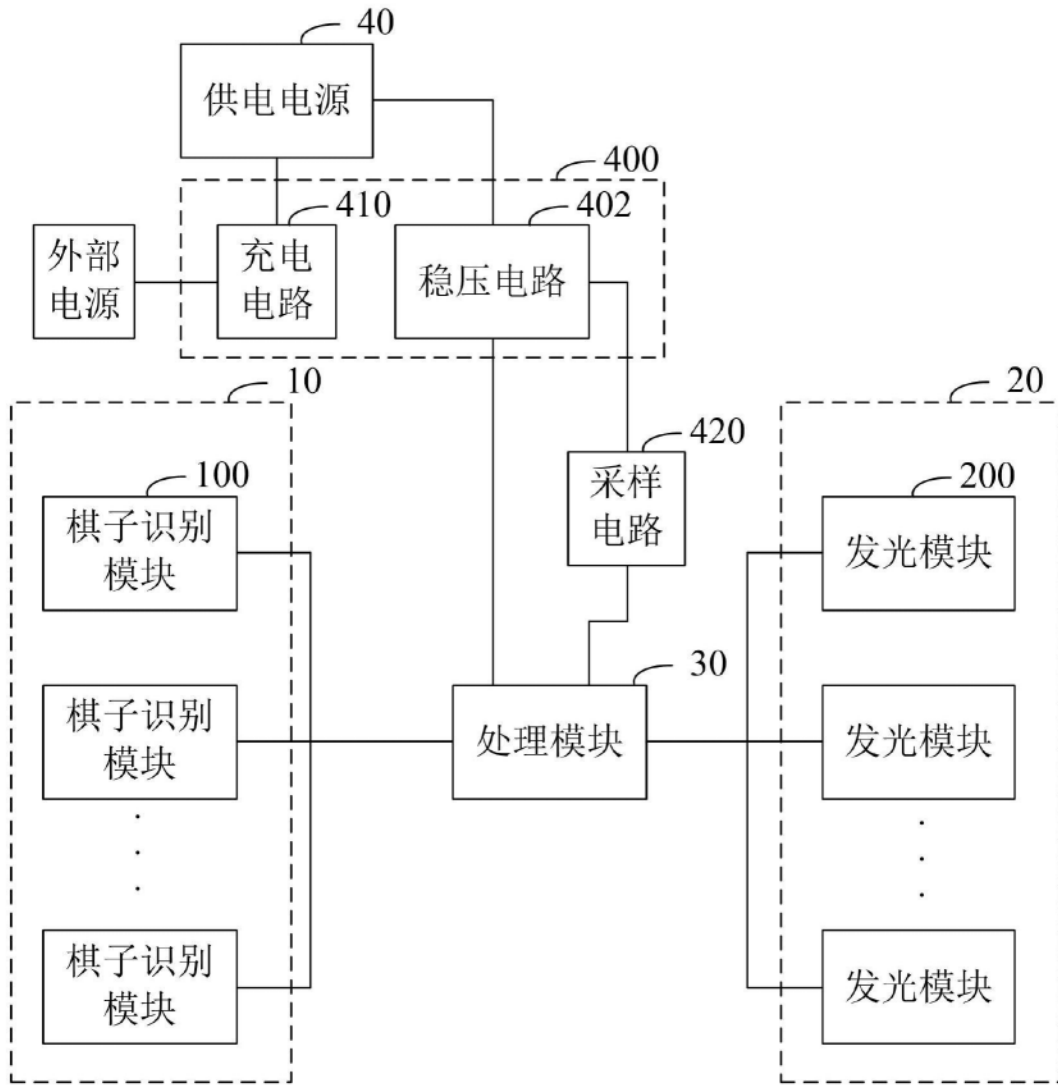 40
供电电源
400
410
402
外部
电源
充电
电路
稳压电路
10
20
420
采样
电路
100
棋子识别
模块
200
发光模块
30
棋子识别
模块
处理模块
发光模块
棋子识别
模块
发光模块